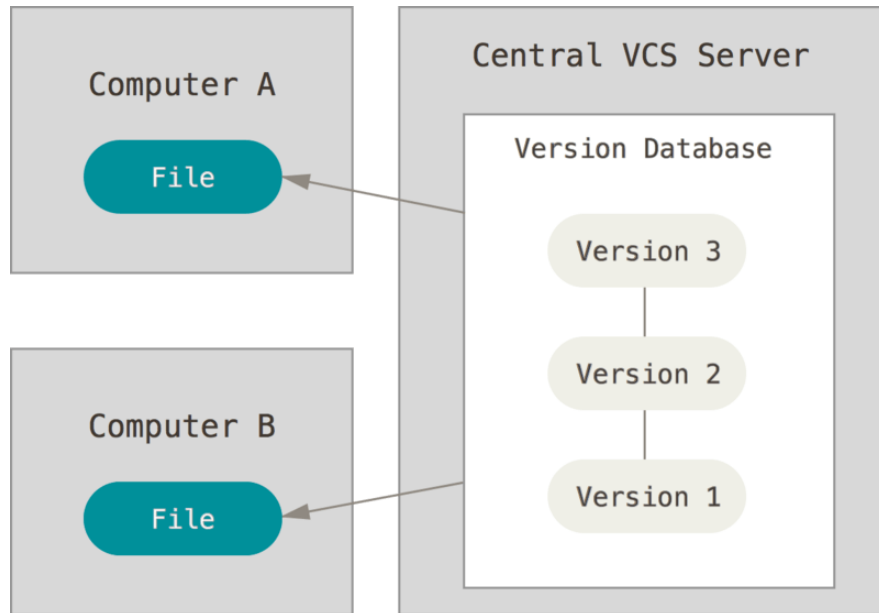 Computer A
File
Computer B
File
Central VCS Server
Version Database
Version 3
Version 2
Version 1